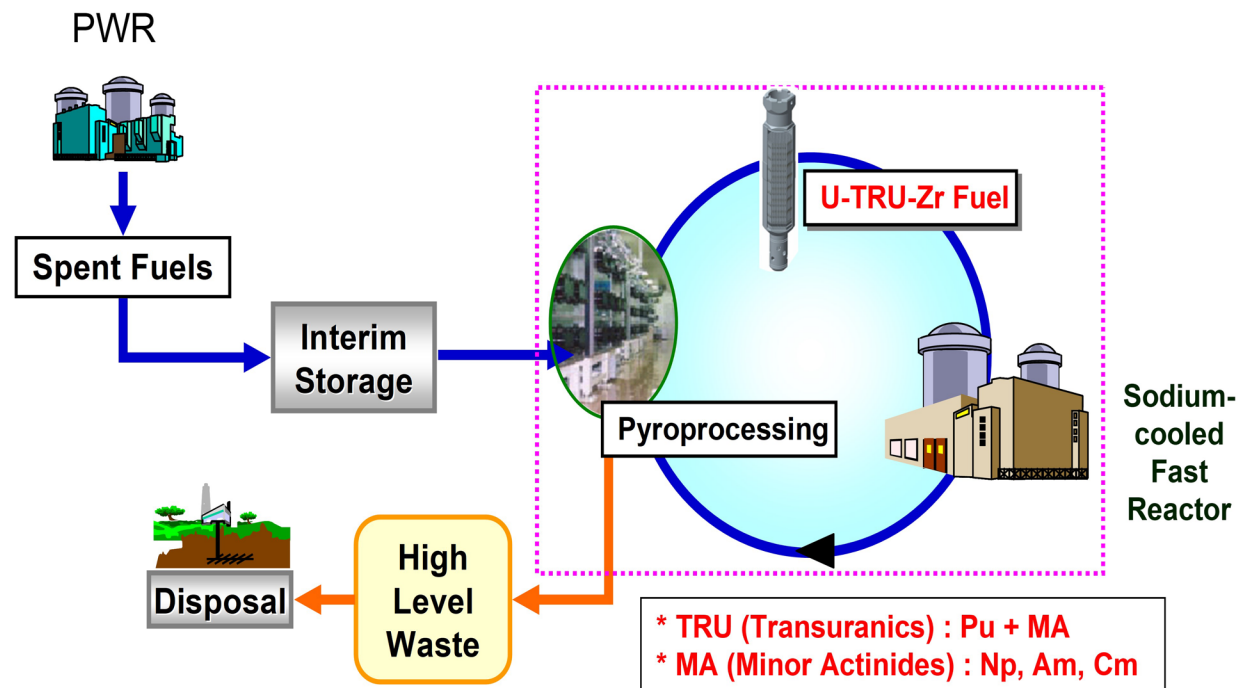 PWR
Spent Fuels
Interim
Storage
U-TRU-Zr Fuel
Pyroprocessing
Sodium-
cooled
Fast
Reactor
High
Level
Waste
Disposal
* TRU (Transuranics) : Pu + MA
* MA (Minor Actinides) : Np, Am, Cm